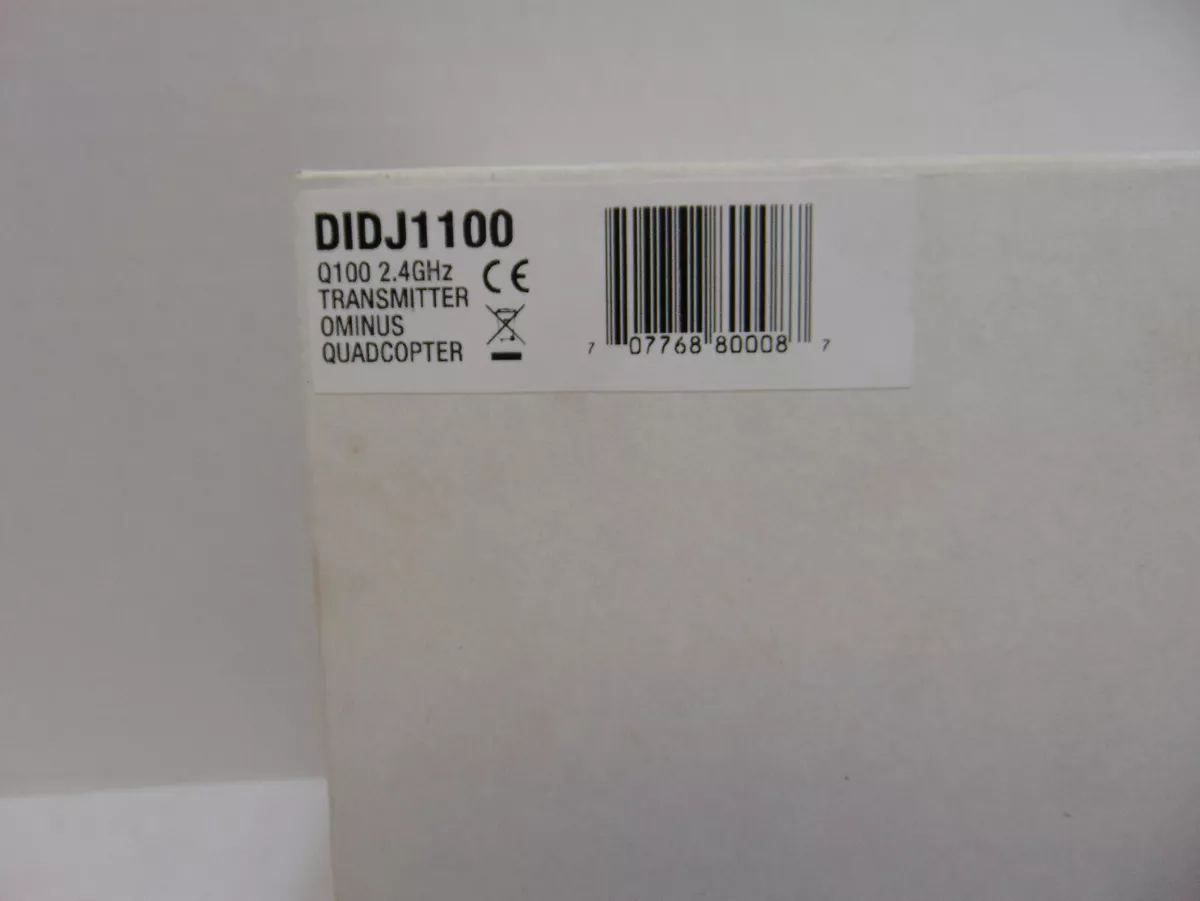 DIDJ1100
Q100 2.4GHz
TRANSMITTER
OMINUS
QUADCOPTER
CE
7 07768 80008 7